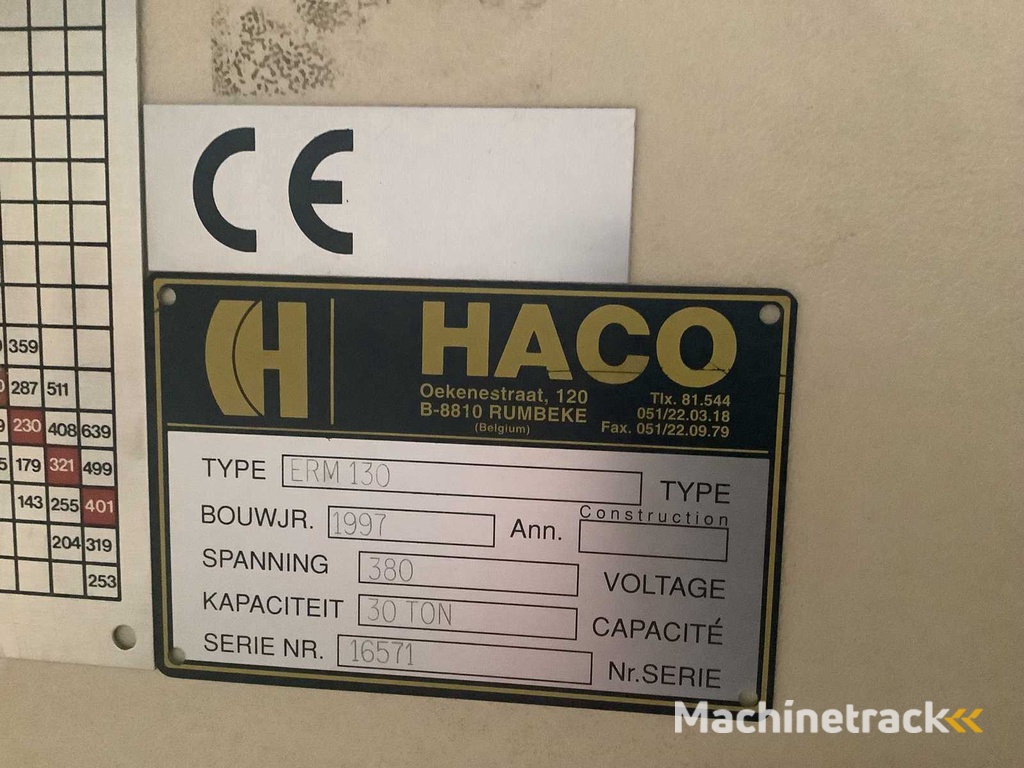 CE
HACO
Oekenestraat, 120
B-8810 RUMBEKE
(Belgium)
Tlx. 81.544
051/22.03.18
Fax. 051/22.09.79
TYPE ERM 130 TYPE
BOUWJR. 1997 Ann. Construction
SPANNING 380 VOLTAGE
KAPACITEIT 30 TON CAPACITÉ
SERIE NR. 16571 Nr.SERIE
359
287 511
230 408 639
179 321 499
143 255 401
204 319
253
Machinetrack